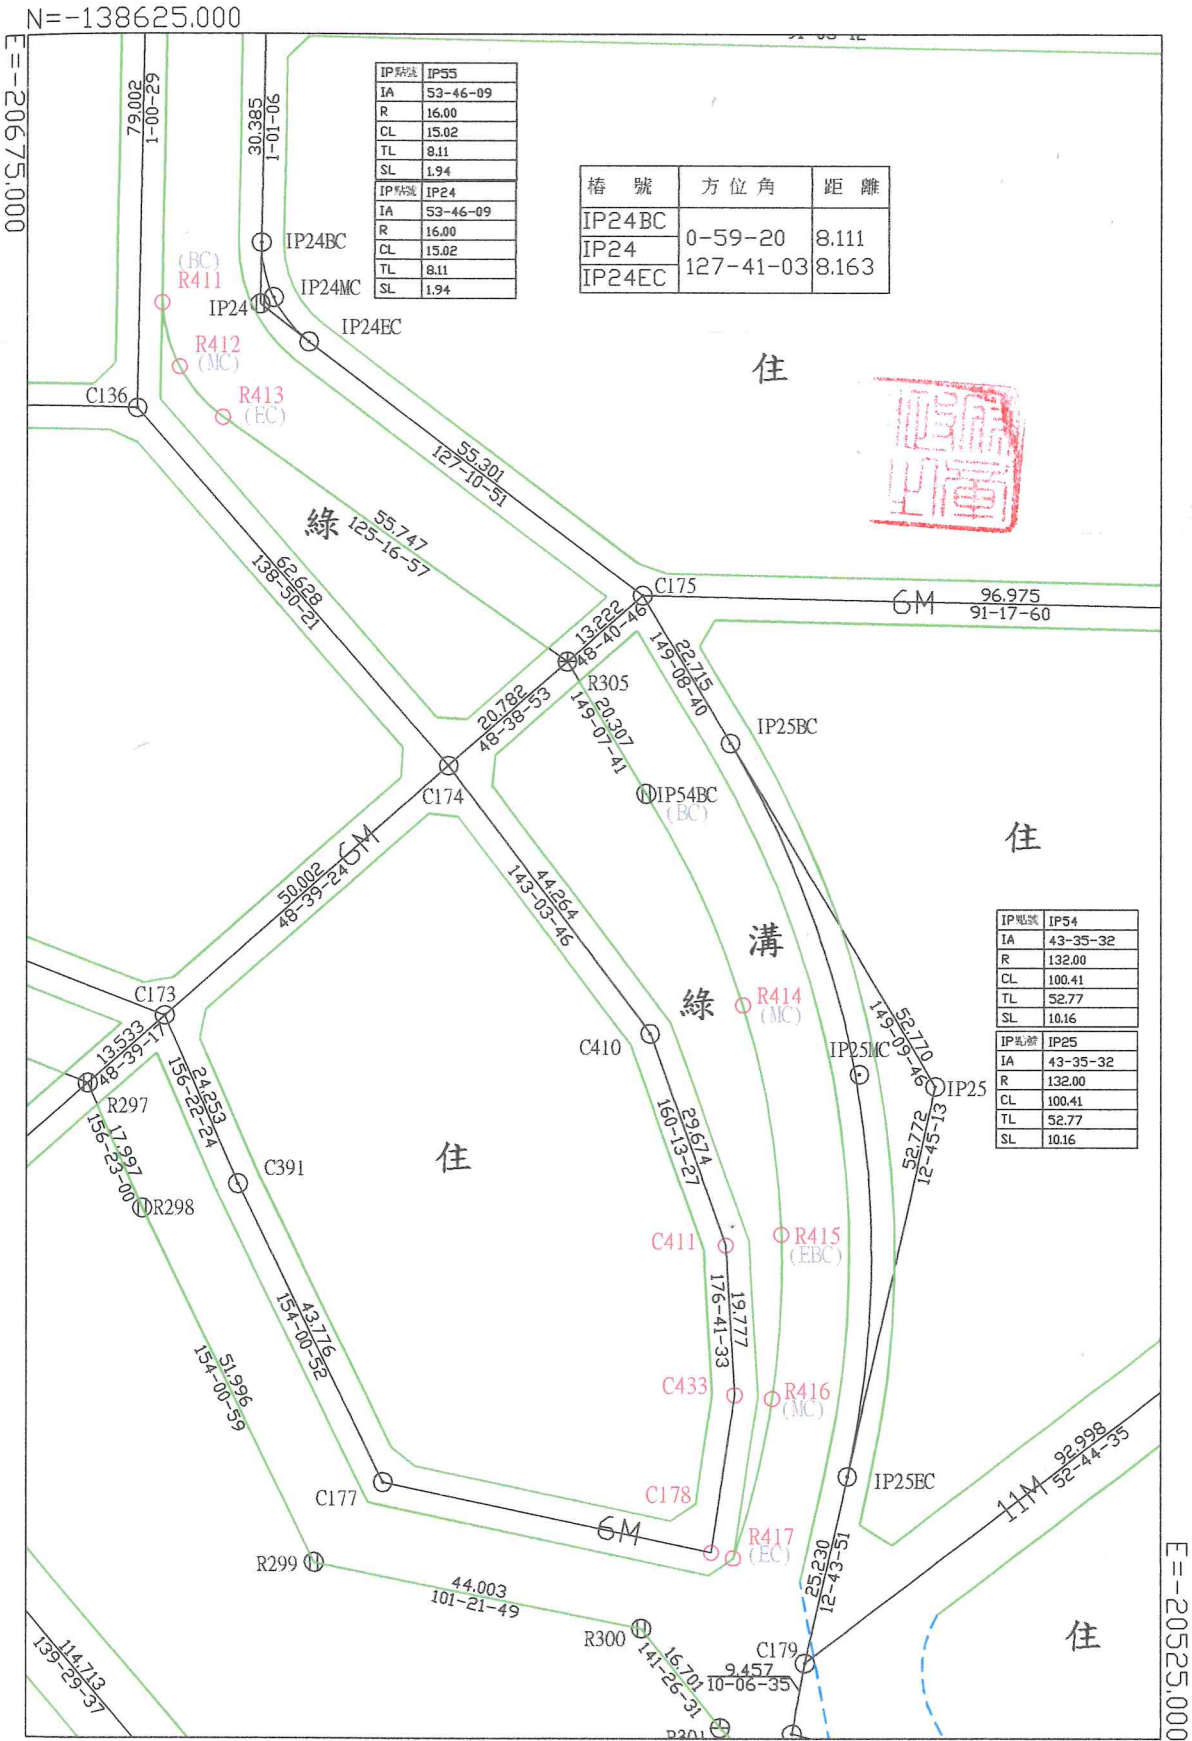 N=-138625.000
E=-20675.000
79.002
1-00-29
30.385
1-01-06
IP點號 IP55
IA 53-46-09
R 16.00
CL 15.02
TL 8.11
SL 1.94
IP點號 IP24
IA 53-46-09
R 16.00
CL 15.02
TL 8.11
SL 1.94
樁號 方位角 距離
IP24BC
IP24
IP24EC
0-59-20 8.111
127-41-03 8.163
IP24BC
(BC)
R411
IP24MC
IP24
IP24EC
R412
(MC)
R413
(EC)
C136
住
55.301
127-10-51
綠
55.747
125-16-57
62.628
138-50-21
C175
6M
96.975
91-17-60
13.222
48-40-46
22.715
149-08-40
R305
20.782
48-38-53
20.307
149-07-41
IP25BC
C174
IP54BC
(BC)
6M
住
50.002
48-39-24
44.264
143-03-46
溝
綠
R414
(MC)
IP點號 IP54
IA 43-35-32
R 132.00
CL 100.41
TL 52.77
SL 10.16
IP點號 IP25
IA 43-35-32
R 132.00
CL 100.41
TL 52.77
SL 10.16
C173
13.533
48-39-17
C410
IP25MC
52.770
149-09-46
IP25
R297
24.253
156-22-24
17.997
156-23-00
29.674
160-13-27
52.772
12-45-13
C391
住
R298
C411
R415
(EBC)
43.776
154-00-52
19.777
176-41-33
51.996
154-00-59
C433
R416
(MC)
92.998
52-44-35
11M
IP25EC
C177
C178
6M
R417
(EC)
R299
44.003
101-21-49
25.230
12-43-51
R300
16.701
141-26-31
C179
9.457
10-06-35
住
114.713
139-29-37
R301
E=-20525.000